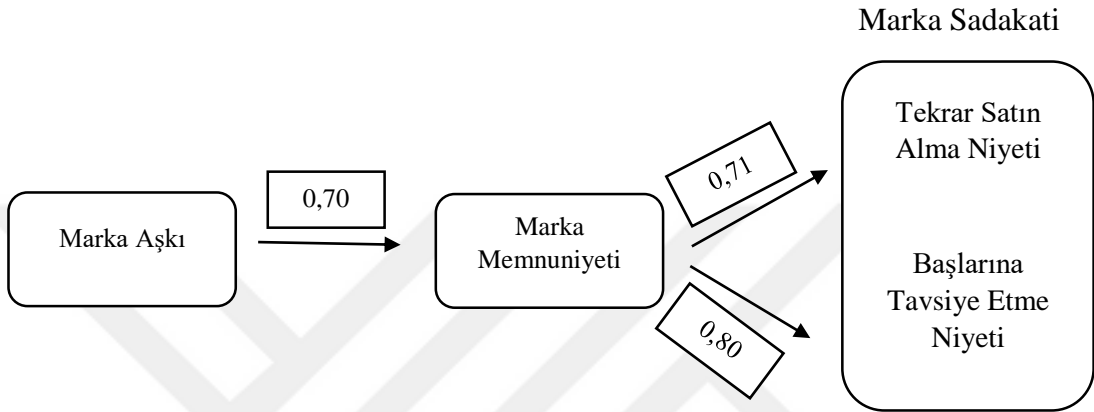 Marka Sadakati
Tekrar Satın
Alma Niyeti
0,71
0,70
Marka Aşkı
Marka
Memnuniyeti
Başlarına
Tavsiye Etme
Niyeti
0,80